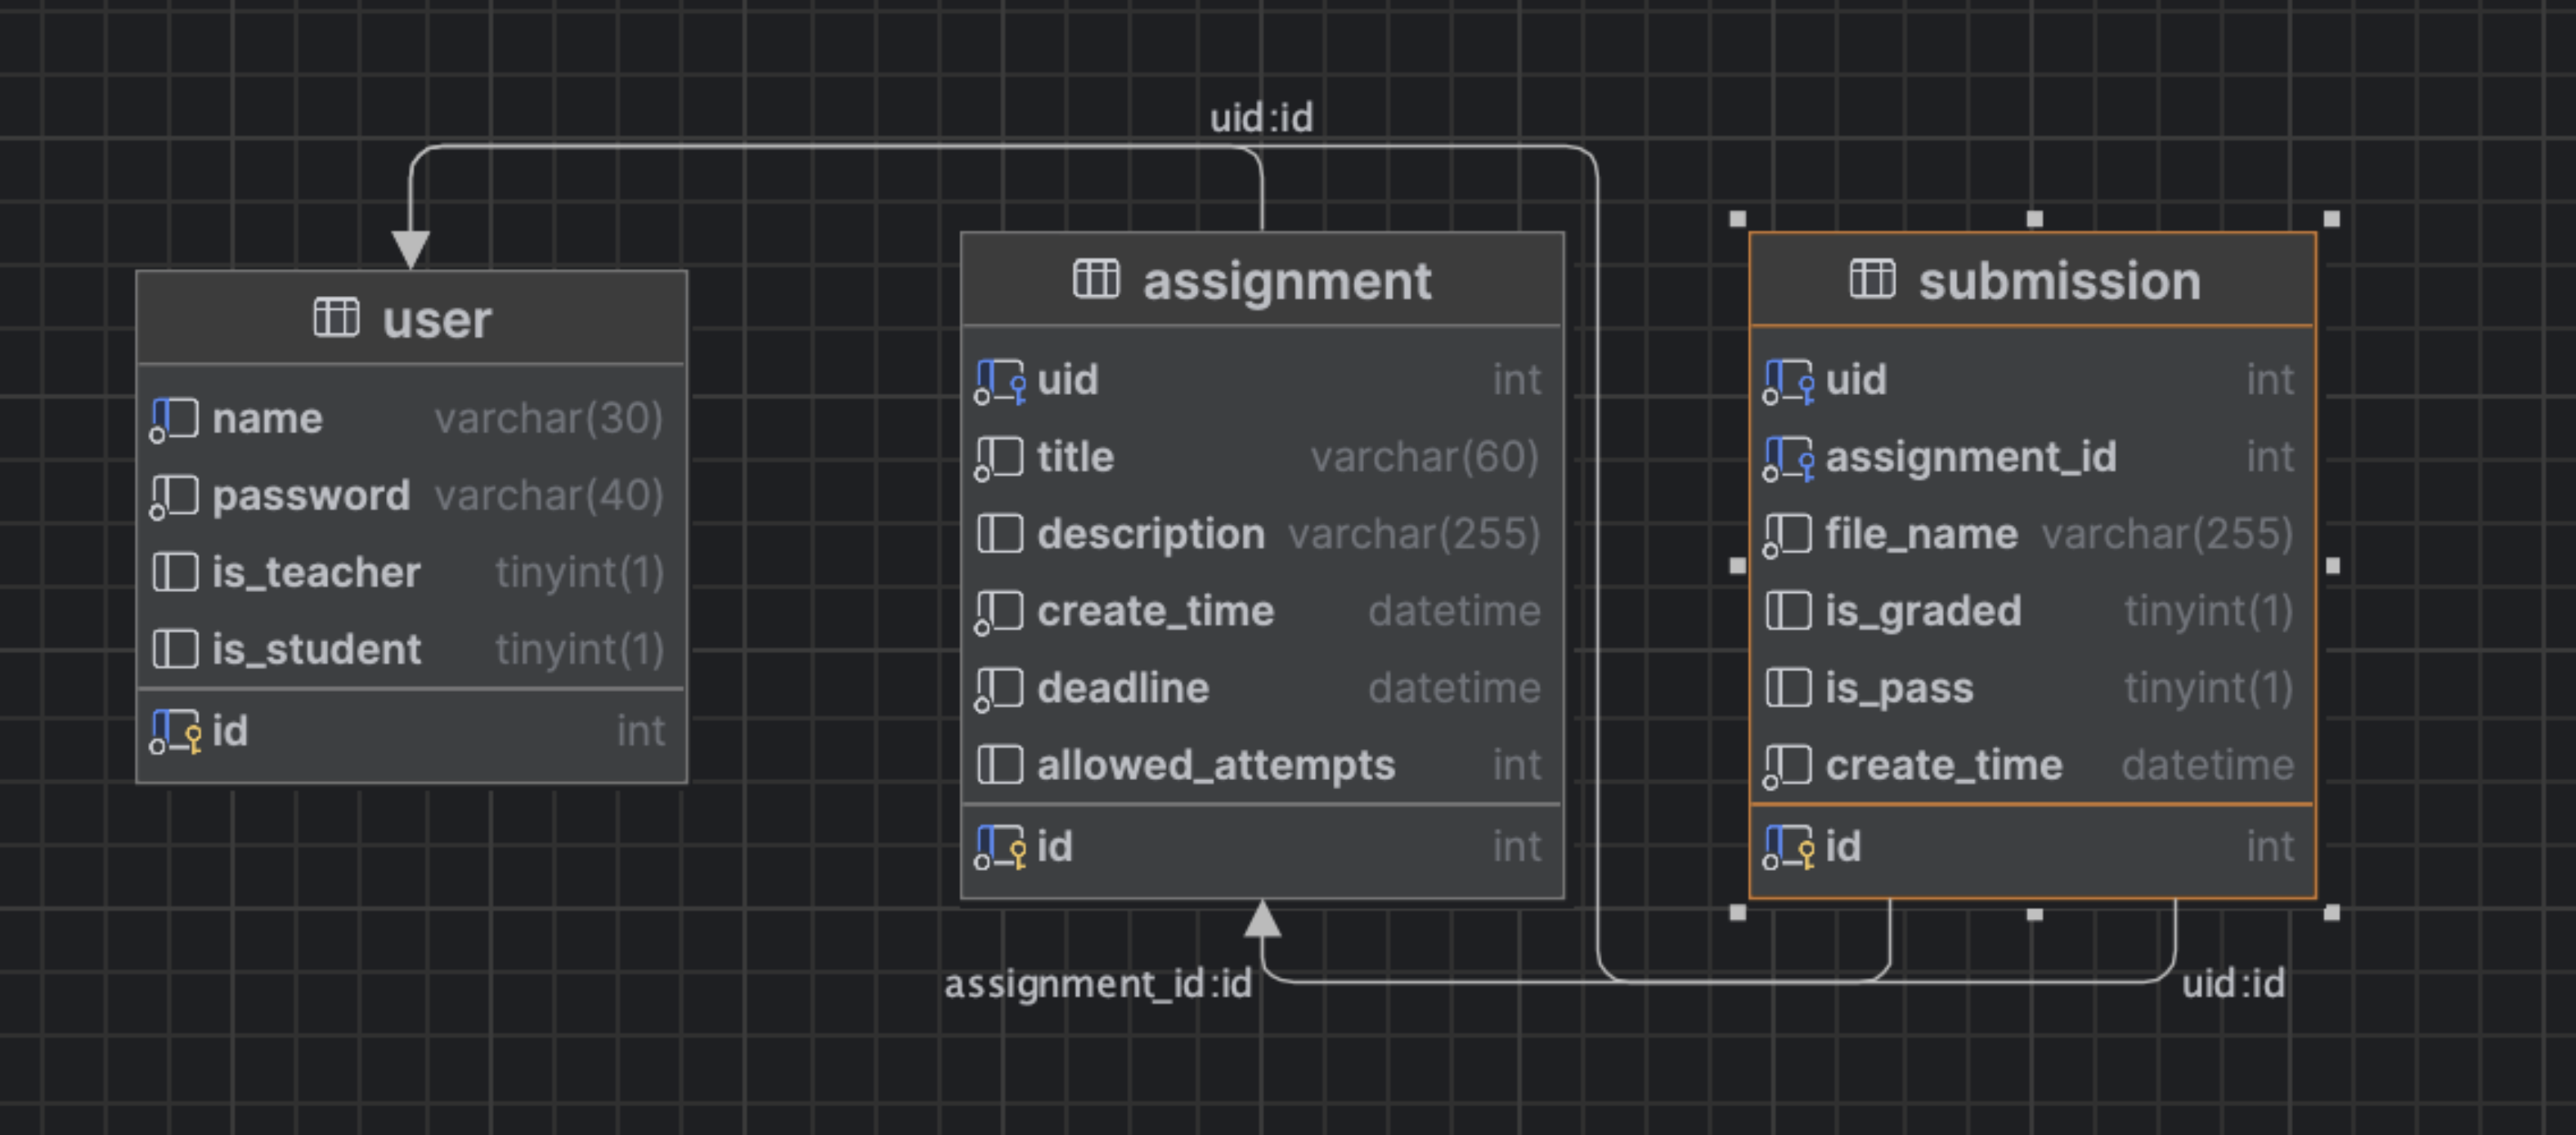 uid:id
user
name varchar(30)
password varchar(40)
is_teacher tinyint(1)
is_student tinyint(1)
id int
assignment
uid int
title varchar(60)
description varchar(255)
create_time datetime
deadline datetime
allowed_attempts int
id int
submission
uid int
assignment_id int
file_name varchar(255)
is_graded tinyint(1)
is_pass tinyint(1)
create_time datetime
id int
assignment_id:id
uid:id